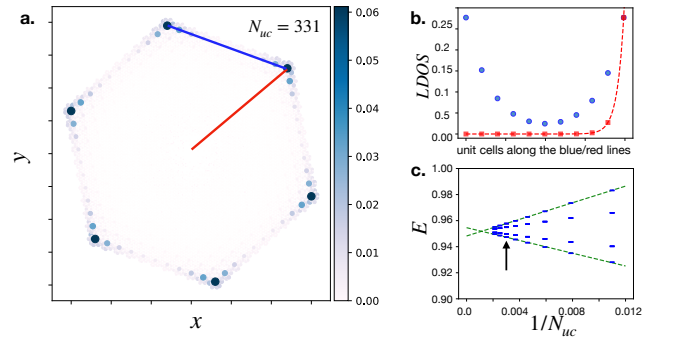 a.
N_uc = 331
y
x
0.06
0.05
0.04
0.03
0.02
0.01
0.00
b.
LDOS
0.25
0.20
0.15
0.10
0.05
0.00
unit cells along the blue/red lines
c.
E
1.00
0.98
0.96
0.94
0.92
0.90
0.0
0.004
0.008
0.012
1/N_uc